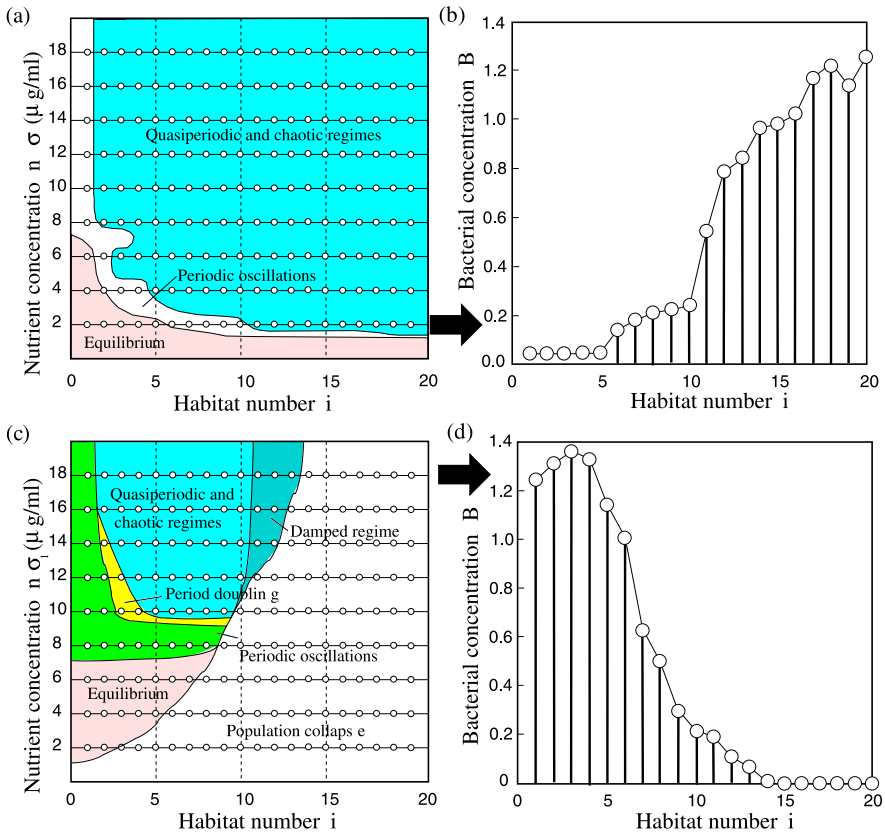 (a)
Nutrient concentratio n σ (μ g/ml)
18
16
14
12
10
8
6
4
2
Quasiperiodic and chaotic regimes
Periodic oscillations
Equilibrium
0 5 10 15 20
Habitat number i
(b)
Bacterial concentration B
1.4
1.2
1.0
0.8
0.6
0.4
0.2
0.0
0 5 10 15 20
Habitat number i
(c)
Nutrient concentratio n σ1 (μ g/ml)
18
16
14
12
10
8
6
4
2
Quasiperiodic and
chaotic regimes
Damped regime
Period doublin g
Periodic oscillations
Equilibrium
Population collaps e
0 5 10 15 20
Habitat number i
(d)
Bacterial concentration B
1.4
1.2
1.0
0.8
0.6
0.4
0.2
0
0 5 10 15 20
Habitat number i